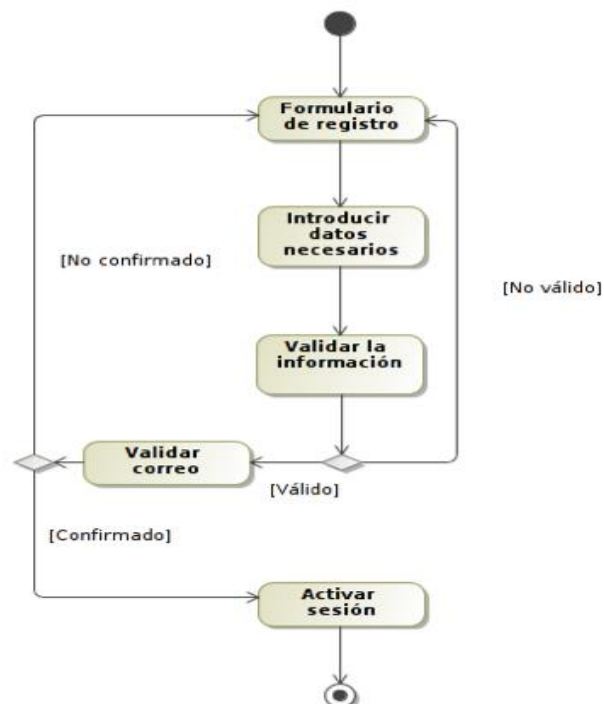 Formulario
de registro
Introducir
datos
necesarios
[No confirmado]
[No válido]
Validar la
información
Validar
correo
[Válido]
[Confirmado]
Activar
sesión